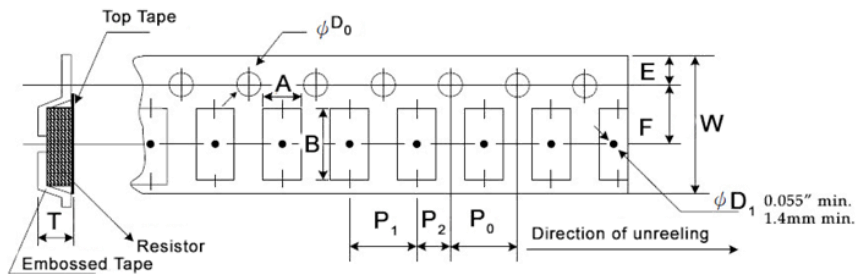 Top Tape
ϕD₀
A
E
B
F
W
T
P₁
P₂
P₀
ϕD₁ 0.055″ min.
1.4mm min.
Direction of unreeling
Resistor
Embossed Tape